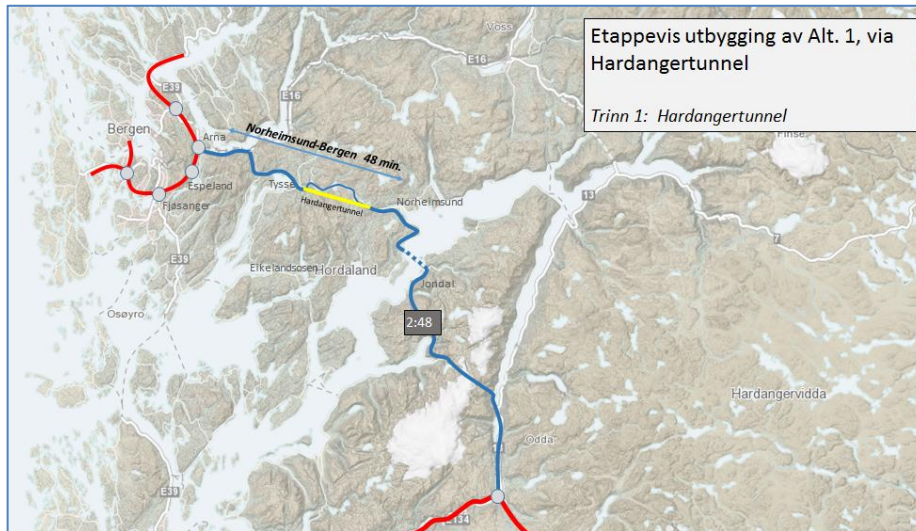 Etappevis utbygging av Alt. 1, via
Hardangertunnel
Trinn 1: Hardangertunnel
Voss
E16
E39
E16
Bergen
Arna
Norheimsund-Bergen 48 min.
Finse
Espeland
Tysse
Norheimsund
13
7
Fjøsanger
Hardangertunnel
E39
Eikelandsosen
Hordaland
Jondal
Osøyro
2:48
Hardangervidda
Odda
E39
E134